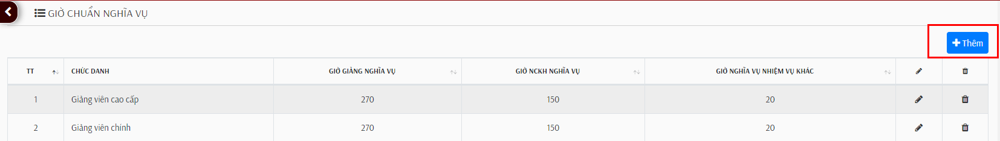 GIỜ CHUẨN NGHĨA VỤ
Thêm
TT CHỨC DANH GIỜ GIẢNG NGHĨA VỤ GIỜ NCKH NGHĨA VỤ GIỜ NGHĨA VỤ NHIỆM VỤ KHÁC
1 Giảng viên cao cấp 270 150 20
2 Giảng viên chính 270 150 20